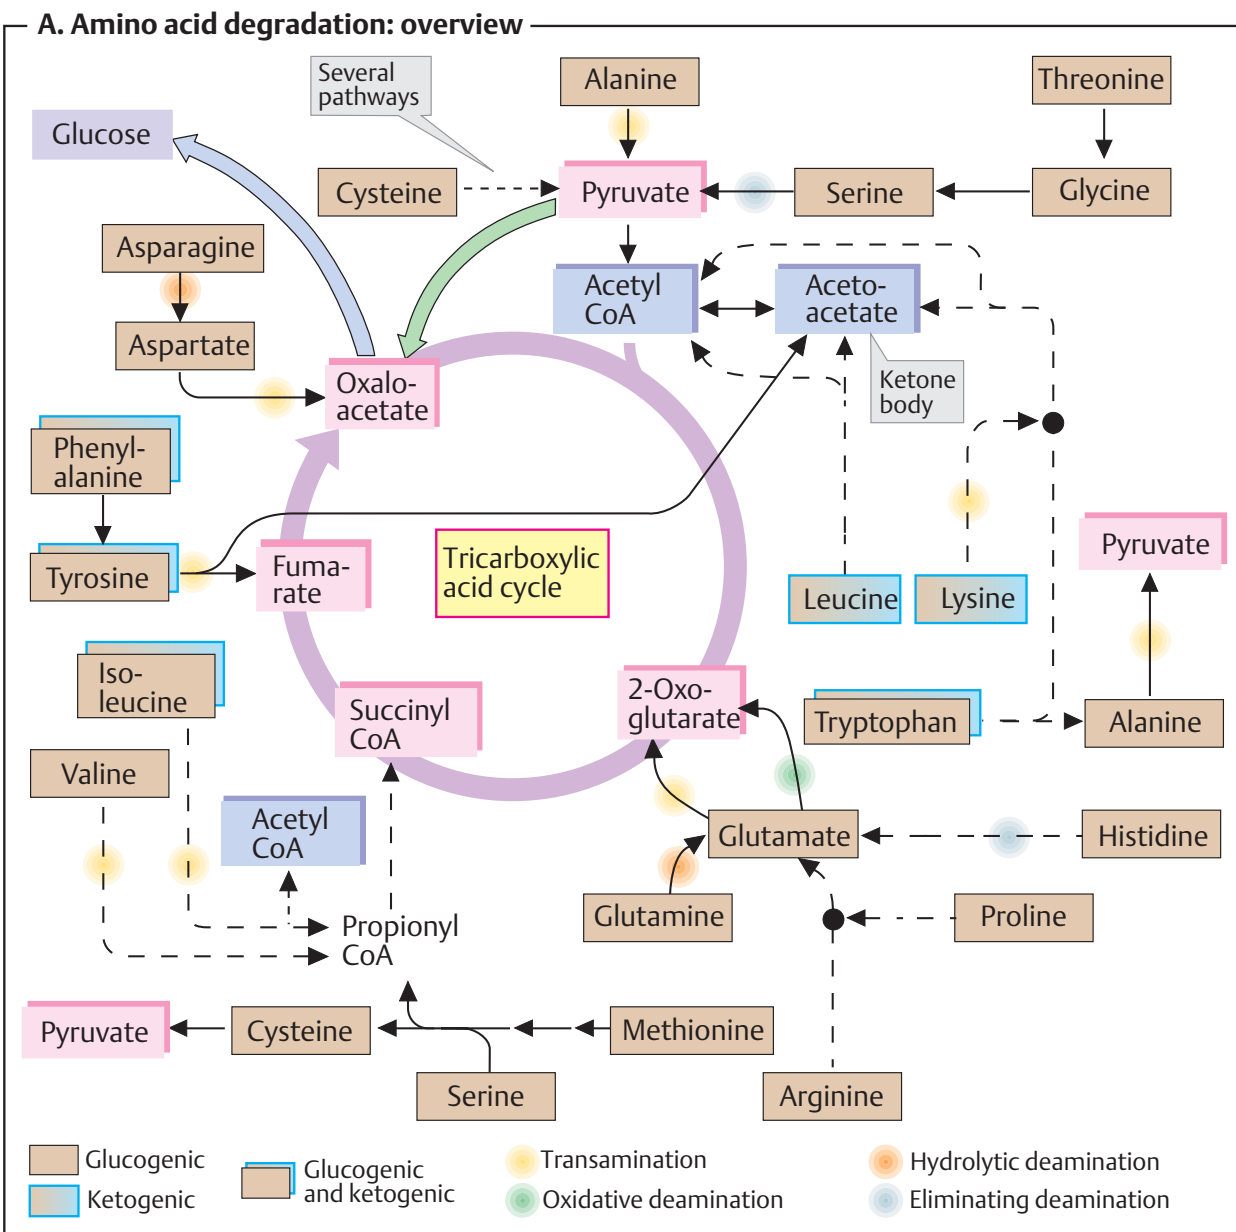 A. Amino acid degradation: overview
Several
pathways
Alanine
Threonine
Glucose
Cysteine
Pyruvate
Serine
Glycine
Asparagine
Acetyl
CoA
Aceto-
acetate
Aspartate
Oxalo-
acetate
Ketone
body
Phenyl-
alanine
Tyrosine
Fuma-
rate
Tricarboxylic
acid cycle
Pyruvate
Leucine
Lysine
Iso-
leucine
Succinyl
CoA
2-Oxo-
glutarate
Tryptophan
Alanine
Valine
Acetyl
CoA
Glutamate
Histidine
Propionyl
CoA
Glutamine
Proline
Pyruvate
Cysteine
Methionine
Serine
Arginine
Glucogenic
Ketogenic
Glucogenic
and ketogenic
Transamination
Oxidative deamination
Hydrolytic deamination
Eliminating deamination